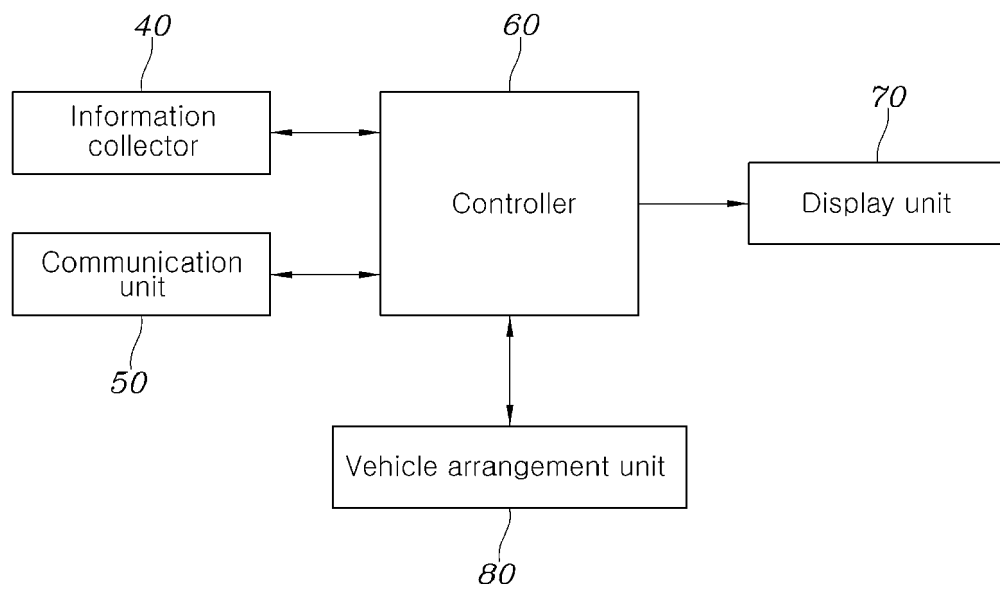 40
60
70
Information
collector
Controller
Display unit
Communication
unit
50
Vehicle arrangement unit
80